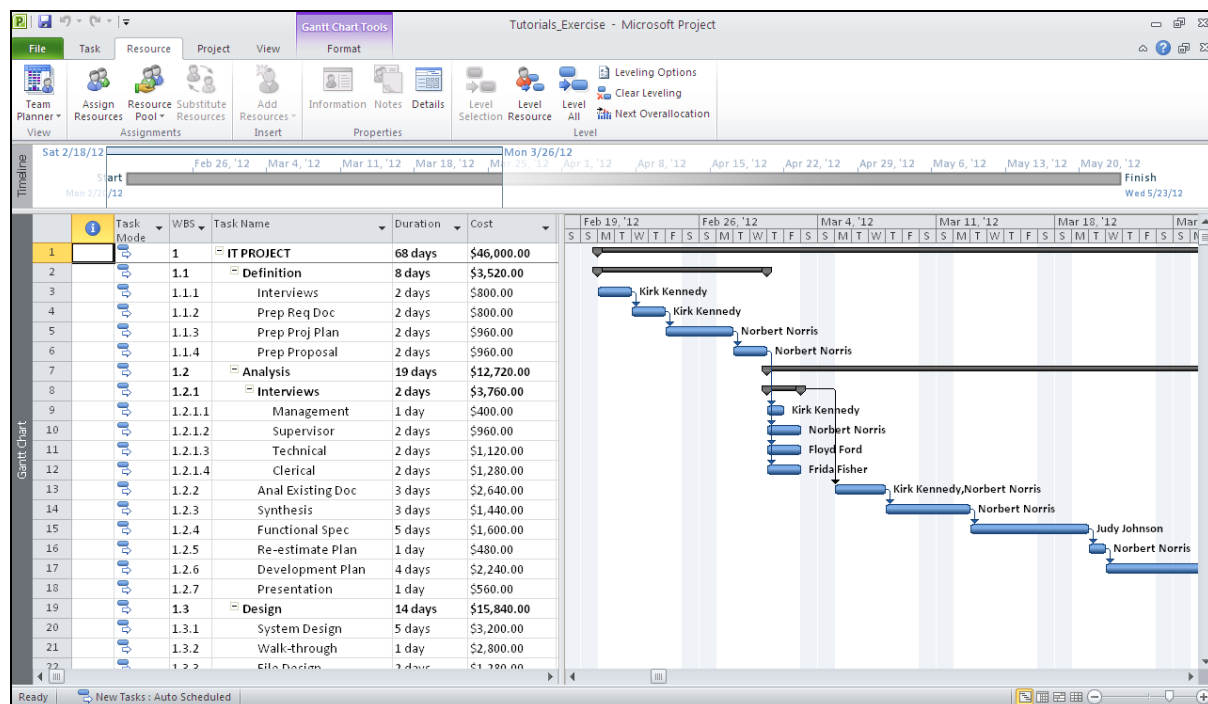 Gantt Chart Tools
Tutorials_Exercise - Microsoft Project
File Task Resource Project View Format
Team Planner
Assign Resources
Resource Pool
Substitute Resources
Add Resources
Information Notes Details
Level Selection
Level Resource
Level All
Leveling Options
Clear Leveling
Next Overallocation
View Assignments Insert Properties Level
Timeline
Sat 2/18/12 Mon 3/26/12
Feb 26, '12 Mar 4, '12 Mar 11, '12 Mar 18, '12 Mar 25, '12 Apr 1, '12 Apr 8, '12 Apr 15, '12 Apr 22, '12 Apr 29, '12 May 6, '12 May 13, '12 May 20, '12
Start Finish
Mon 2/20/12 Wed 5/23/12
Task Mode WBS Task Name Duration Cost
Feb 19, '12 Feb 26, '12 Mar 4, '12 Mar 11, '12 Mar 18, '12 Mar
S S M T W T F S S M T W T F S S M T W T F S S M T W T F S S M T W T F S S M
Gantt Chart
1 1 IT PROJECT 68 days $46,000.00
2 1.1 Definition 8 days $3,520.00
3 1.1.1 Interviews 2 days $800.00 Kirk Kennedy
4 1.1.2 Prep Req Doc 2 days $800.00 Kirk Kennedy
5 1.1.3 Prep Proj Plan 2 days $960.00 Norbert Norris
6 1.1.4 Prep Proposal 2 days $960.00 Norbert Norris
7 1.2 Analysis 19 days $12,720.00
8 1.2.1 Interviews 2 days $3,760.00
9 1.2.1.1 Management 1 day $400.00 Kirk Kennedy
10 1.2.1.2 Supervisor 2 days $960.00 Norbert Norris
11 1.2.1.3 Technical 2 days $1,120.00 Floyd Ford
12 1.2.1.4 Clerical 2 days $1,280.00 Frida Fisher
13 1.2.2 Anal Existing Doc 3 days $2,640.00 Kirk Kennedy,Norbert Norris
14 1.2.3 Synthesis 3 days $1,440.00 Norbert Norris
15 1.2.4 Functional Spec 5 days $1,600.00 Judy Johnson
16 1.2.5 Re-estimate Plan 1 day $480.00 Norbert Norris
17 1.2.6 Development Plan 4 days $2,240.00
18 1.2.7 Presentation 1 day $560.00
19 1.3 Design 14 days $15,840.00
20 1.3.1 System Design 5 days $3,200.00
21 1.3.2 Walk-through 1 day $2,800.00
22 1.3.3 File Design
Ready New Tasks : Auto Scheduled